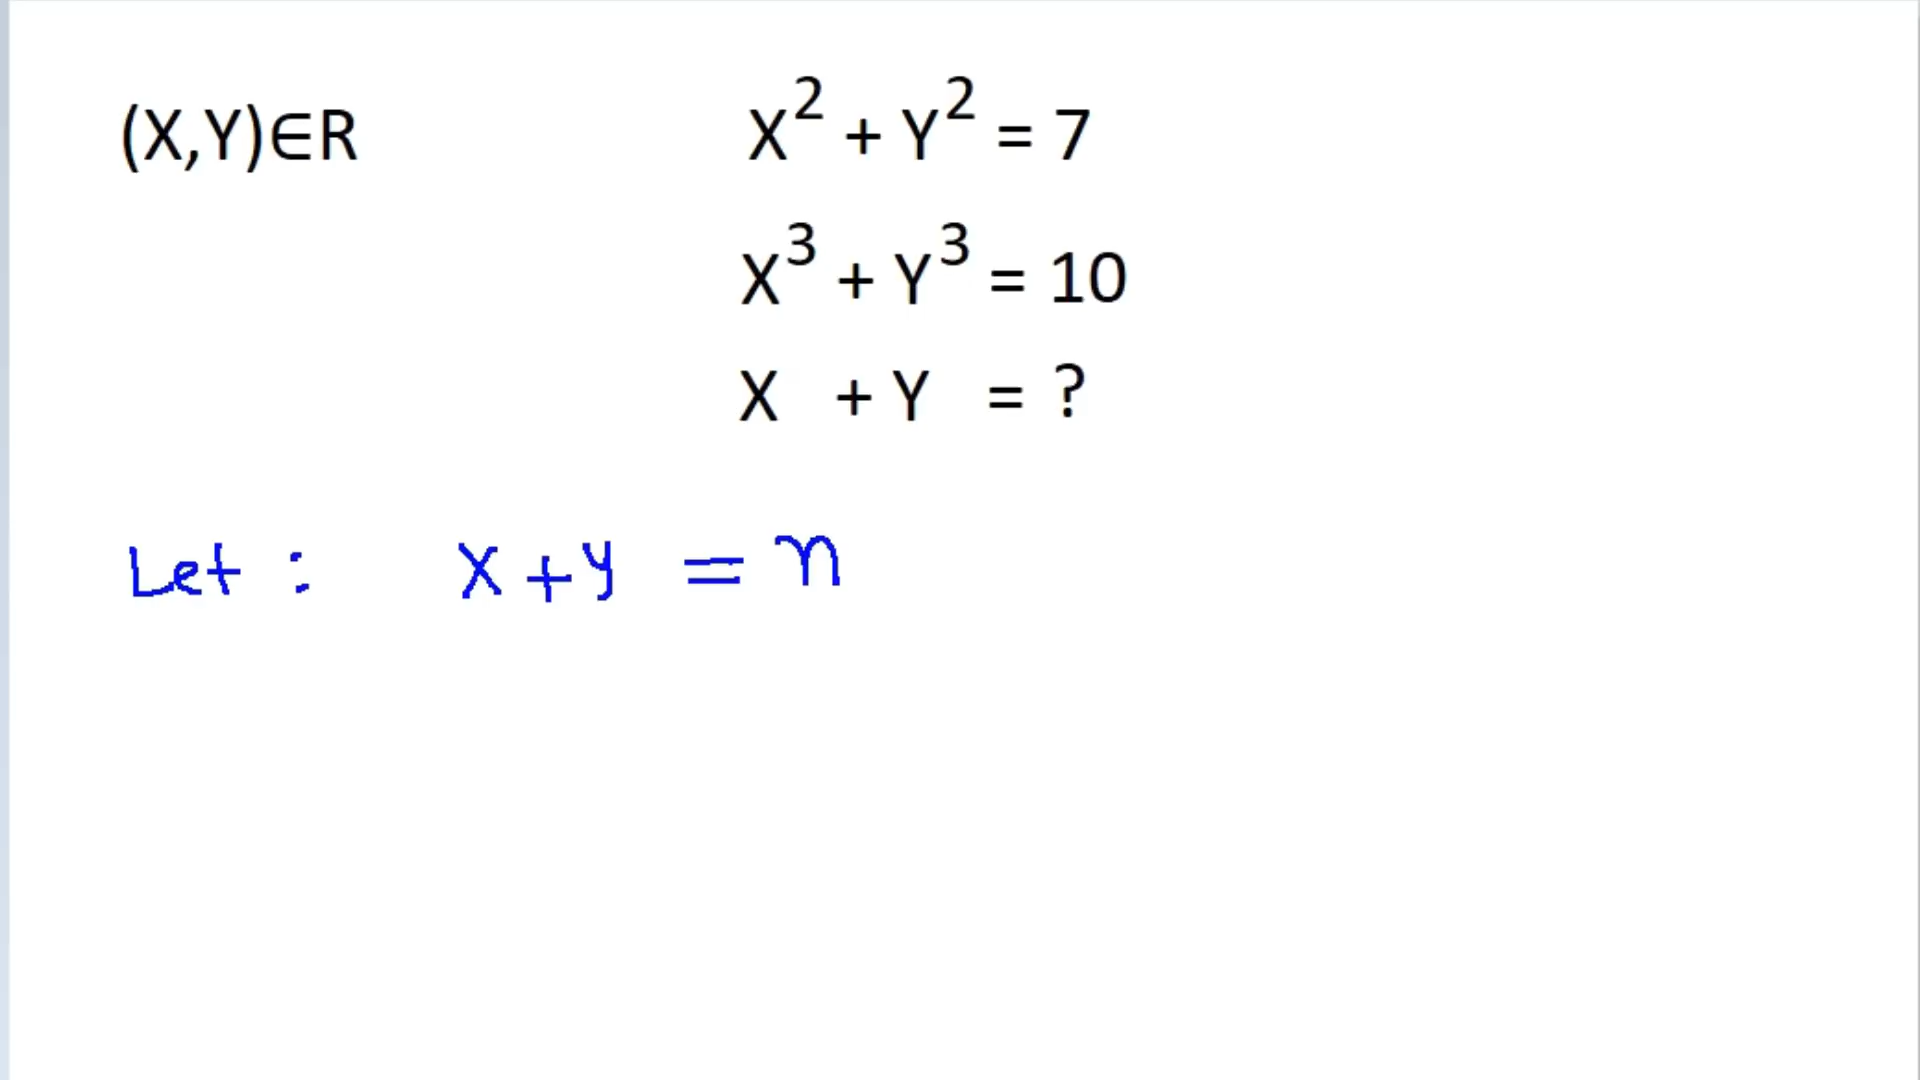 (X,Y)∈R
X² + Y² = 7
X³ + Y³ = 10
X + Y = ?
Let : x + y = n